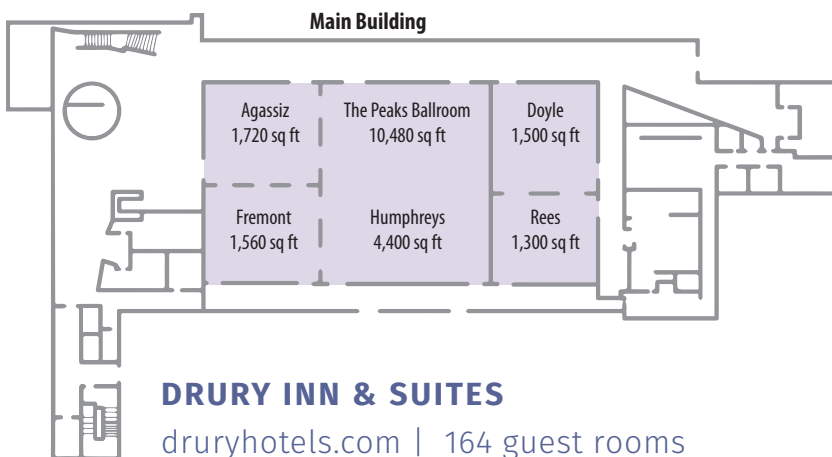 Main Building
Agassiz
1,720 sq ft
The Peaks Ballroom
10,480 sq ft
Doyle
1,500 sq ft
Fremont
1,560 sq ft
Humphreys
4,400 sq ft
Rees
1,300 sq ft
DRURY INN & SUITES
druryhotels.com | 164 guest rooms